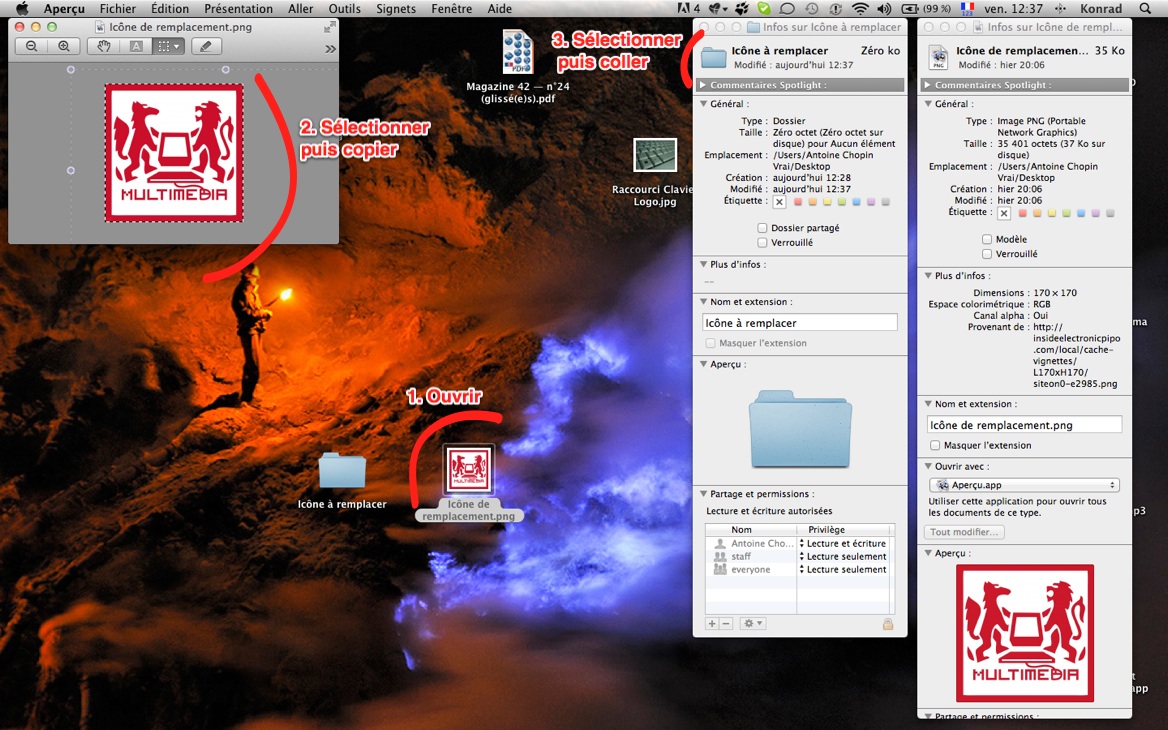 Aperçu Fichier Édition Présentation Aller Outils Signets Fenêtre Aide
4 (99 %) ven. 12:37 Konrad
Icône de remplacement.png
MULTIMEDIA
2. Sélectionner
puis copier
Magazine 42 — n°24
(glissé(e)s).pdf
3. Sélectionner
puis coller
Raccourci Clavie
Logo.jpg
1. Ouvrir
Icône à remplacer
MULTIMEDIA
Icône de
remplacement.png
Infos sur Icône à remplacer
Icône à remplacer Zéro ko
Modifié : aujourd'hui 12:37
Commentaires Spotlight :
Général :
Type : Dossier
Taille : Zéro octet (Zéro octet sur
disque) pour Aucun élément
Emplacement : /Users/Antoine Chopin
Vrai/Desktop
Création : aujourd'hui 12:28
Modifié : aujourd'hui 12:37
Étiquette :
Dossier partagé
Verrouillé
Plus d'infos :
--
Nom et extension :
Icône à remplacer
Masquer l'extension
Aperçu :
Partage et permissions :
Lecture et écriture autorisées
Nom Privilège
Antoine Cho... Lecture et écriture
staff Lecture seulement
everyone Lecture seulement
Infos sur Icône de rempl...
PNG
Icône de remplacemen... 35 Ko
Modifié : hier 20:06
Commentaires Spotlight :
Général :
Type : Image PNG (Portable
Network Graphics)
Taille : 35 401 octets (37 Ko sur
disque)
Emplacement : /Users/Antoine Chopin
Vrai/Desktop
Création : hier 20:06
Modifié : hier 20:06
Étiquette :
Modèle
Verrouillé
Plus d'infos :
Dimensions : 170 × 170
Espace colorimétrique : RGB
Canal alpha : Oui
Provenant de : http://
insideelectronicpipo
.com/local/cache-
vignettes/
L170xH170/
siteon0-e2985.png
Nom et extension :
Icône de remplacement.png
Masquer l'extension
Ouvrir avec :
Aperçu.app
Utiliser cette application pour ouvrir tous
les documents de ce type.
Tout modifier...
Aperçu :
MULTIMEDIA
Partage et permissions :
ma
p3
app